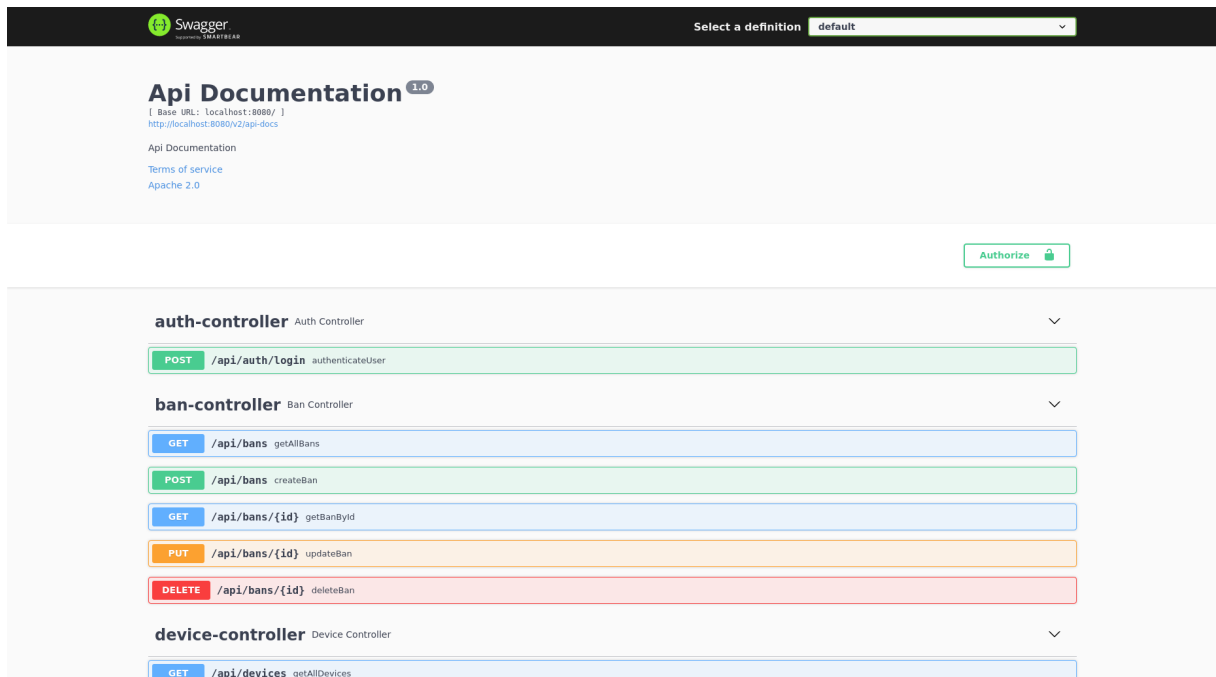 Swagger.
Supported by SMARTBEAR
Select a definition
default
Api Documentation 1.0
[ Base URL: localhost:8080/ ]
http://localhost:8080/v2/api-docs
Api Documentation
Terms of service
Apache 2.0
Authorize
auth-controller Auth Controller
POST /api/auth/login authenticateUser
ban-controller Ban Controller
GET /api/bans getAllBans
POST /api/bans createBan
GET /api/bans/{id} getBanById
PUT /api/bans/{id} updateBan
DELETE /api/bans/{id} deleteBan
device-controller Device Controller
GET /api/devices getAllDevices